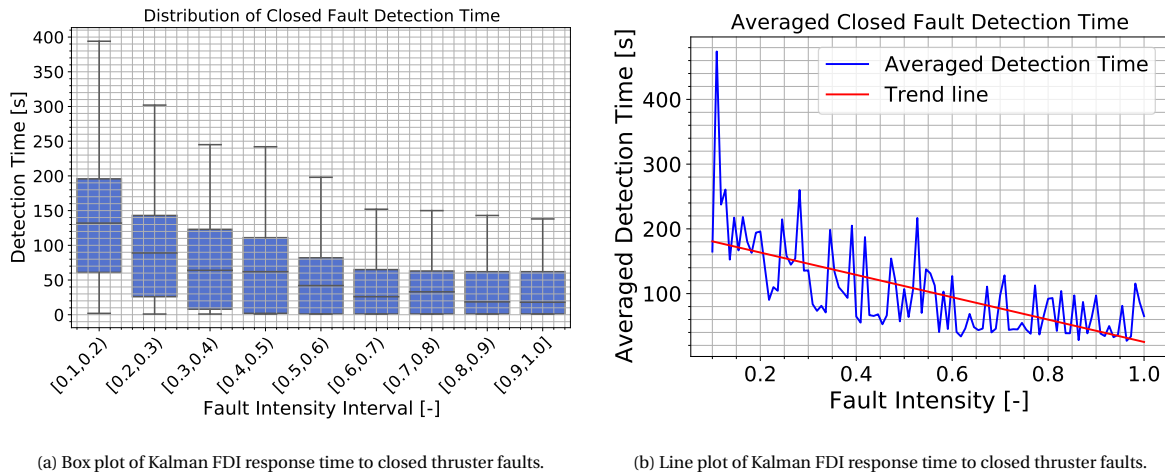 Distribution of Closed Fault Detection Time
Detection Time [s]
400
350
300
250
200
150
100
50
0
[0.1,0.2)
[0.2,0.3)
[0.3,0.4)
[0.4,0.5)
[0.5,0.6)
[0.6,0.7)
[0.7,0.8)
[0.8,0.9)
[0.9,1.0]
Fault Intensity Interval [-]
(a) Box plot of Kalman FDI response time to closed thruster faults.
Averaged Closed Fault Detection Time
Averaged Detection Time [s]
Averaged Detection Time
Trend line
400
300
200
100
0.2
0.4
0.6
0.8
1.0
Fault Intensity [-]
(b) Line plot of Kalman FDI response time to closed thruster faults.